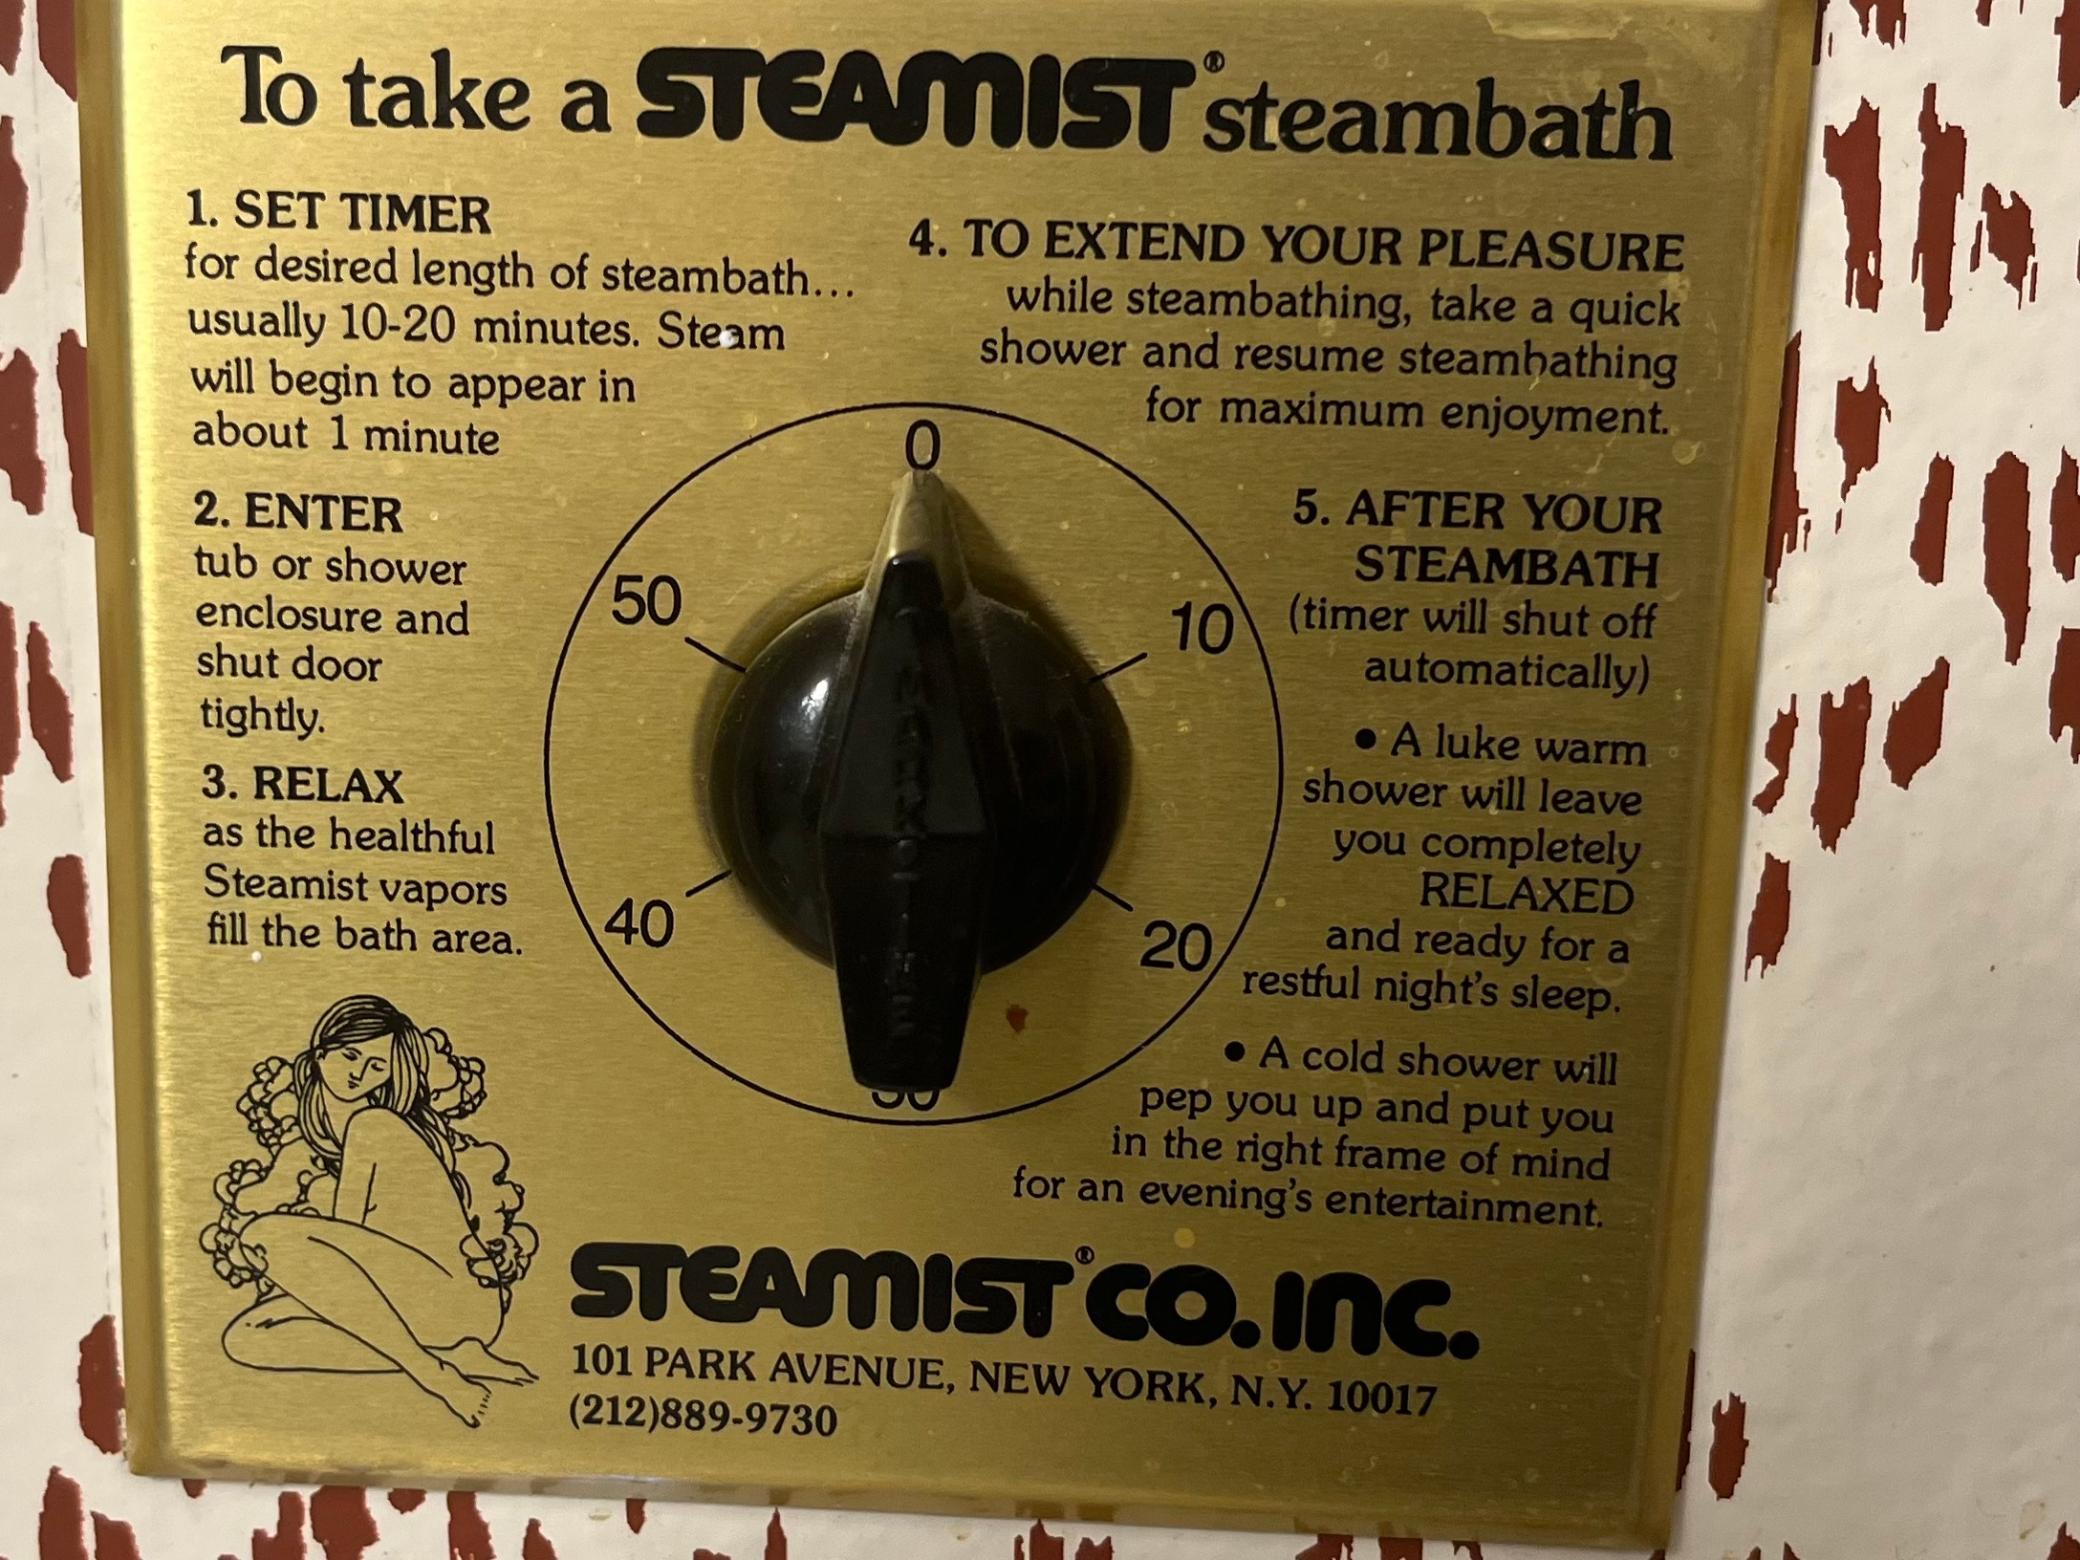 To take a STEAMIST® steambath
1. SET TIMER
for desired length of steambath...
usually 10-20 minutes. Steam
will begin to appear in
about 1 minute
2. ENTER
tub or shower
enclosure and
shut door
tightly.
3. RELAX
as the healthful
Steamist vapors
fill the bath area.
4. TO EXTEND YOUR PLEASURE
while steambathing, take a quick
shower and resume steambathing
for maximum enjoyment.
5. AFTER YOUR
STEAMBATH
(timer will shut off
automatically)
• A luke warm
shower will leave
you completely
RELAXED
and ready for a
restful night's sleep.
• A cold shower will
pep you up and put you
in the right frame of mind
for an evening's entertainment.
0
10
20
30
40
50
STEAMIST® CO. INC.
101 PARK AVENUE, NEW YORK, N.Y. 10017
(212)889-9730